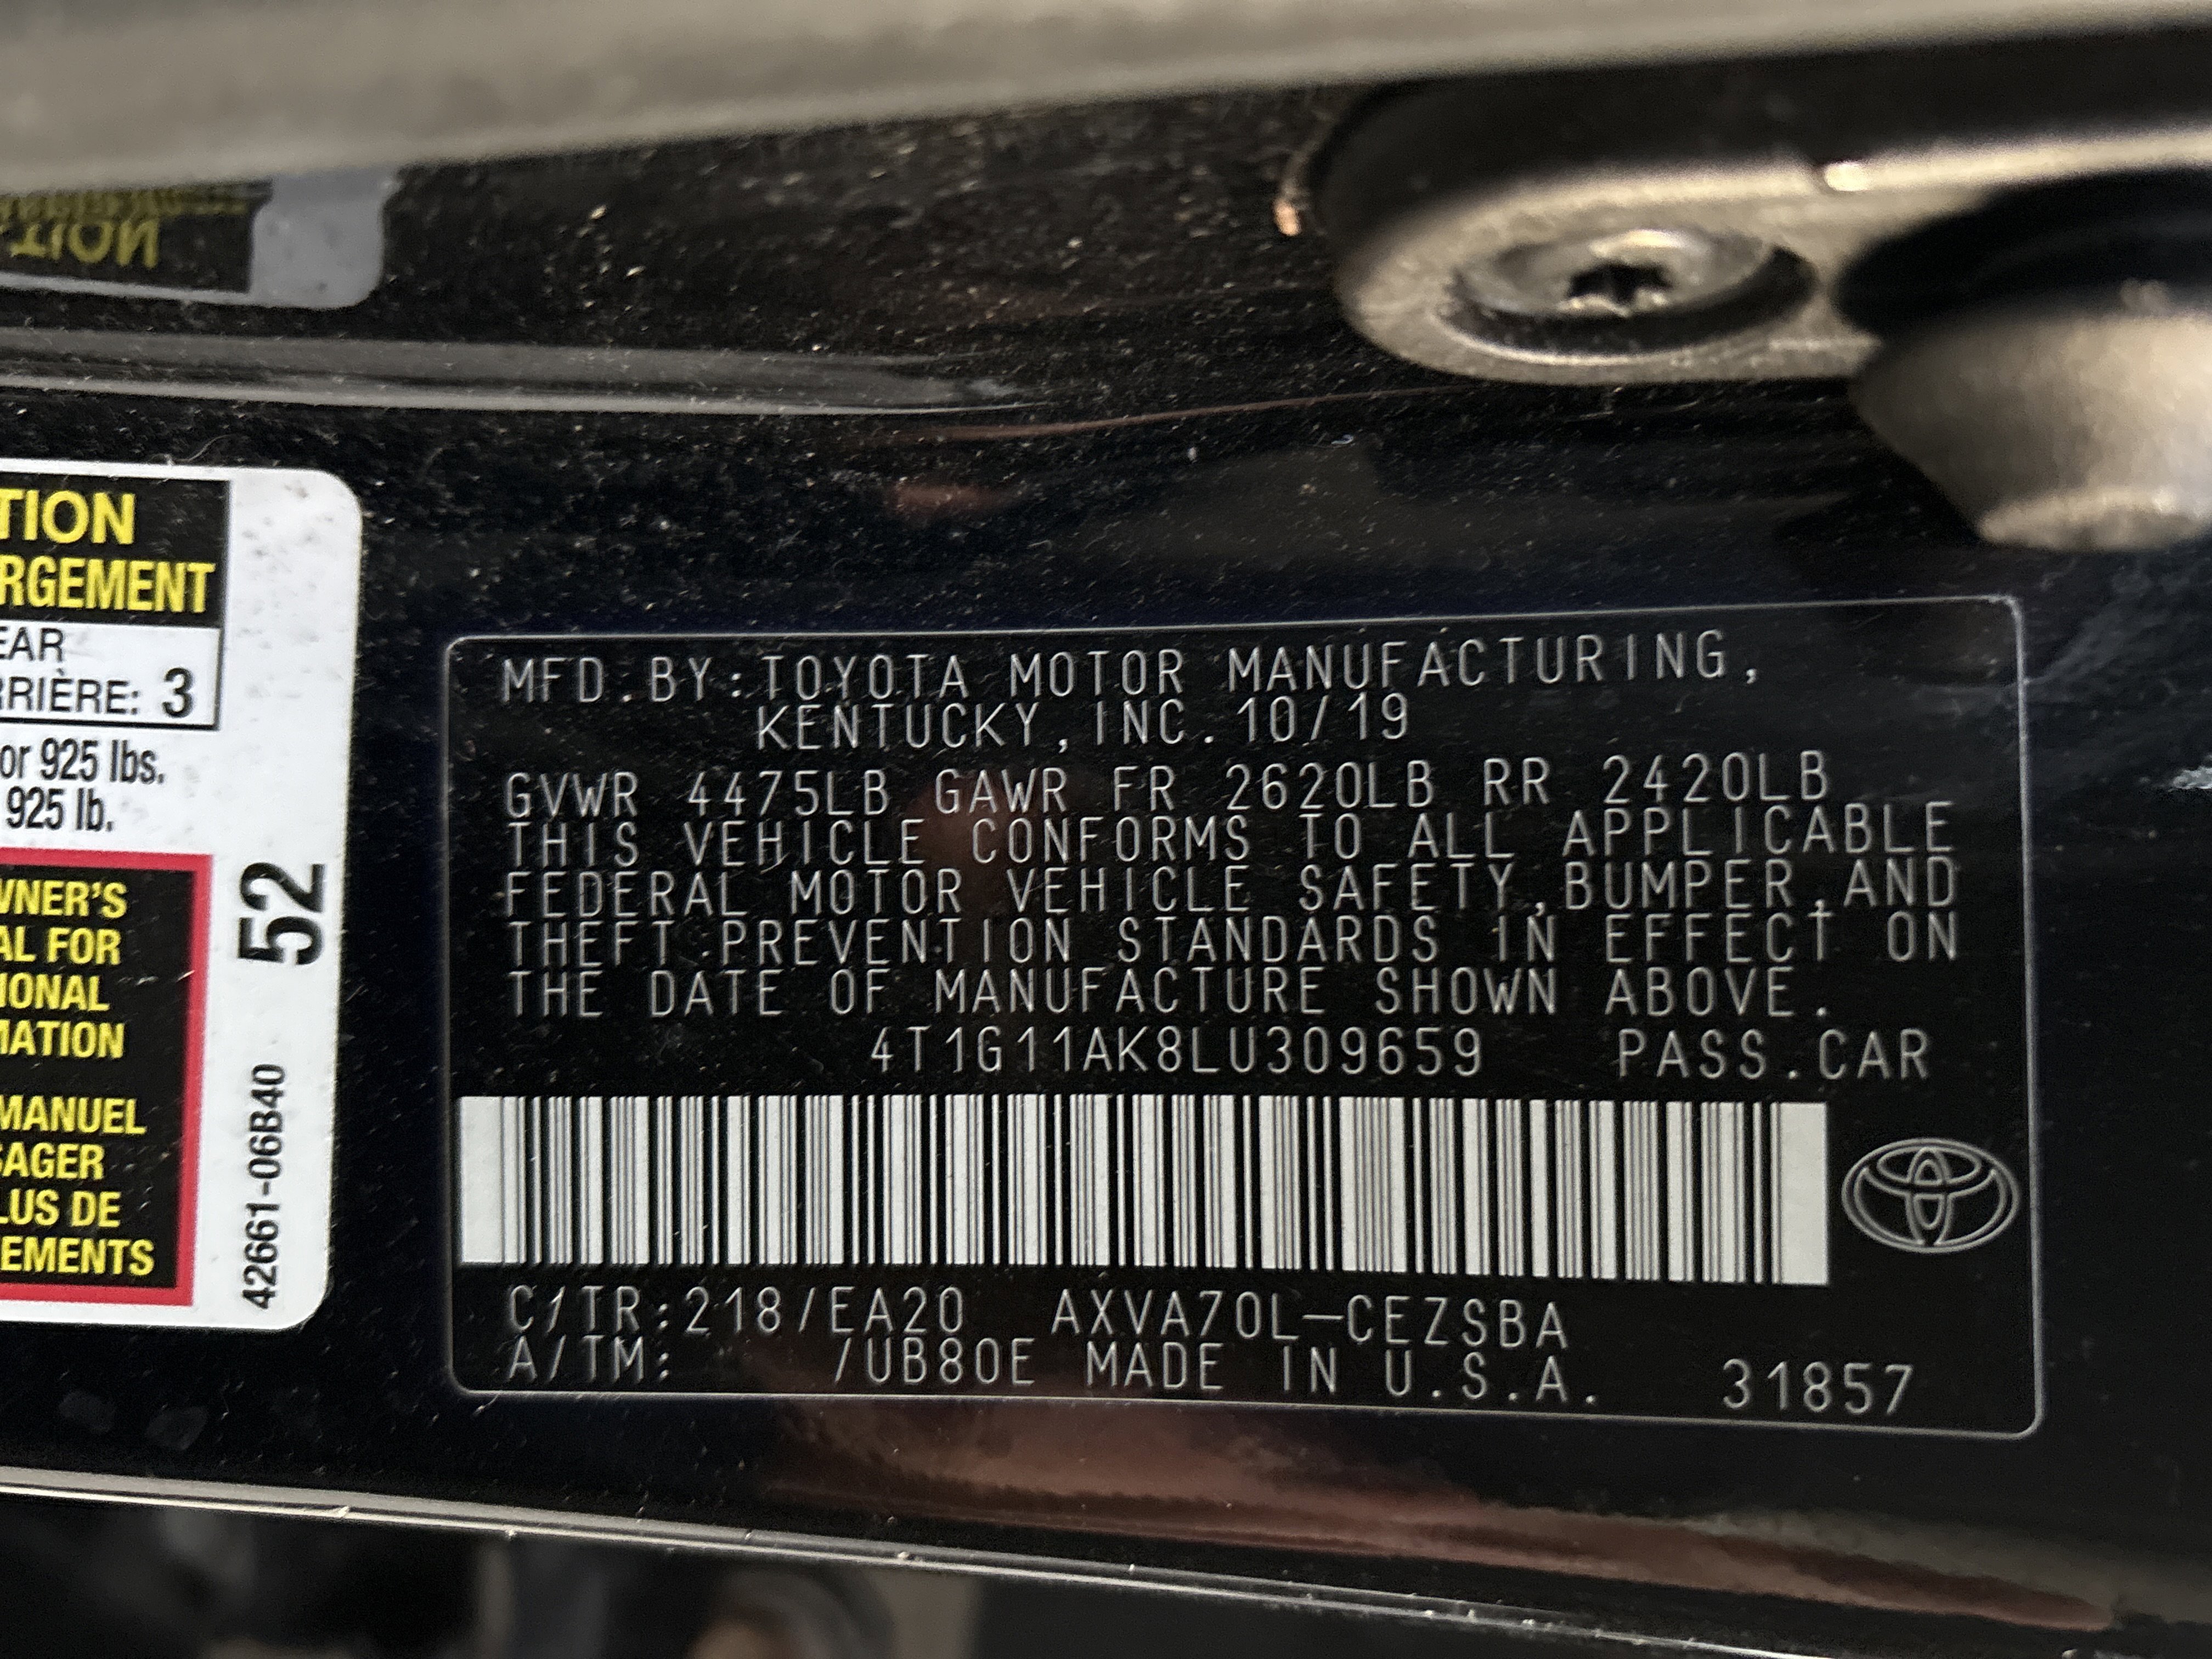 TION
TION
RGEMENT
EAR
RRIÈRE: 3
or 925 lbs.
925 lb.
WNER'S
AL FOR
IONAL
MATION
MANUEL
SAGER
LUS DE
EMENTS
52
42661-06B40
MFD.BY:TOYOTA MOTOR MANUFACTURING,
KENTUCKY,INC.10/19
GVWR 4475LB GAWR FR 2620LB RR 2420LB
THIS VEHICLE CONFORMS TO ALL APPLICABLE
FEDERAL MOTOR VEHICLE SAFETY,BUMPER,AND
THEFT PREVENTION STANDARDS IN EFFECT ON
THE DATE OF MANUFACTURE SHOWN ABOVE.
4T1G11AK8LU309659 PASS.CAR
C/TR:218/EA20 AXVA70L-CEZSBA
A/TM: /UB80E MADE IN U.S.A. 31857